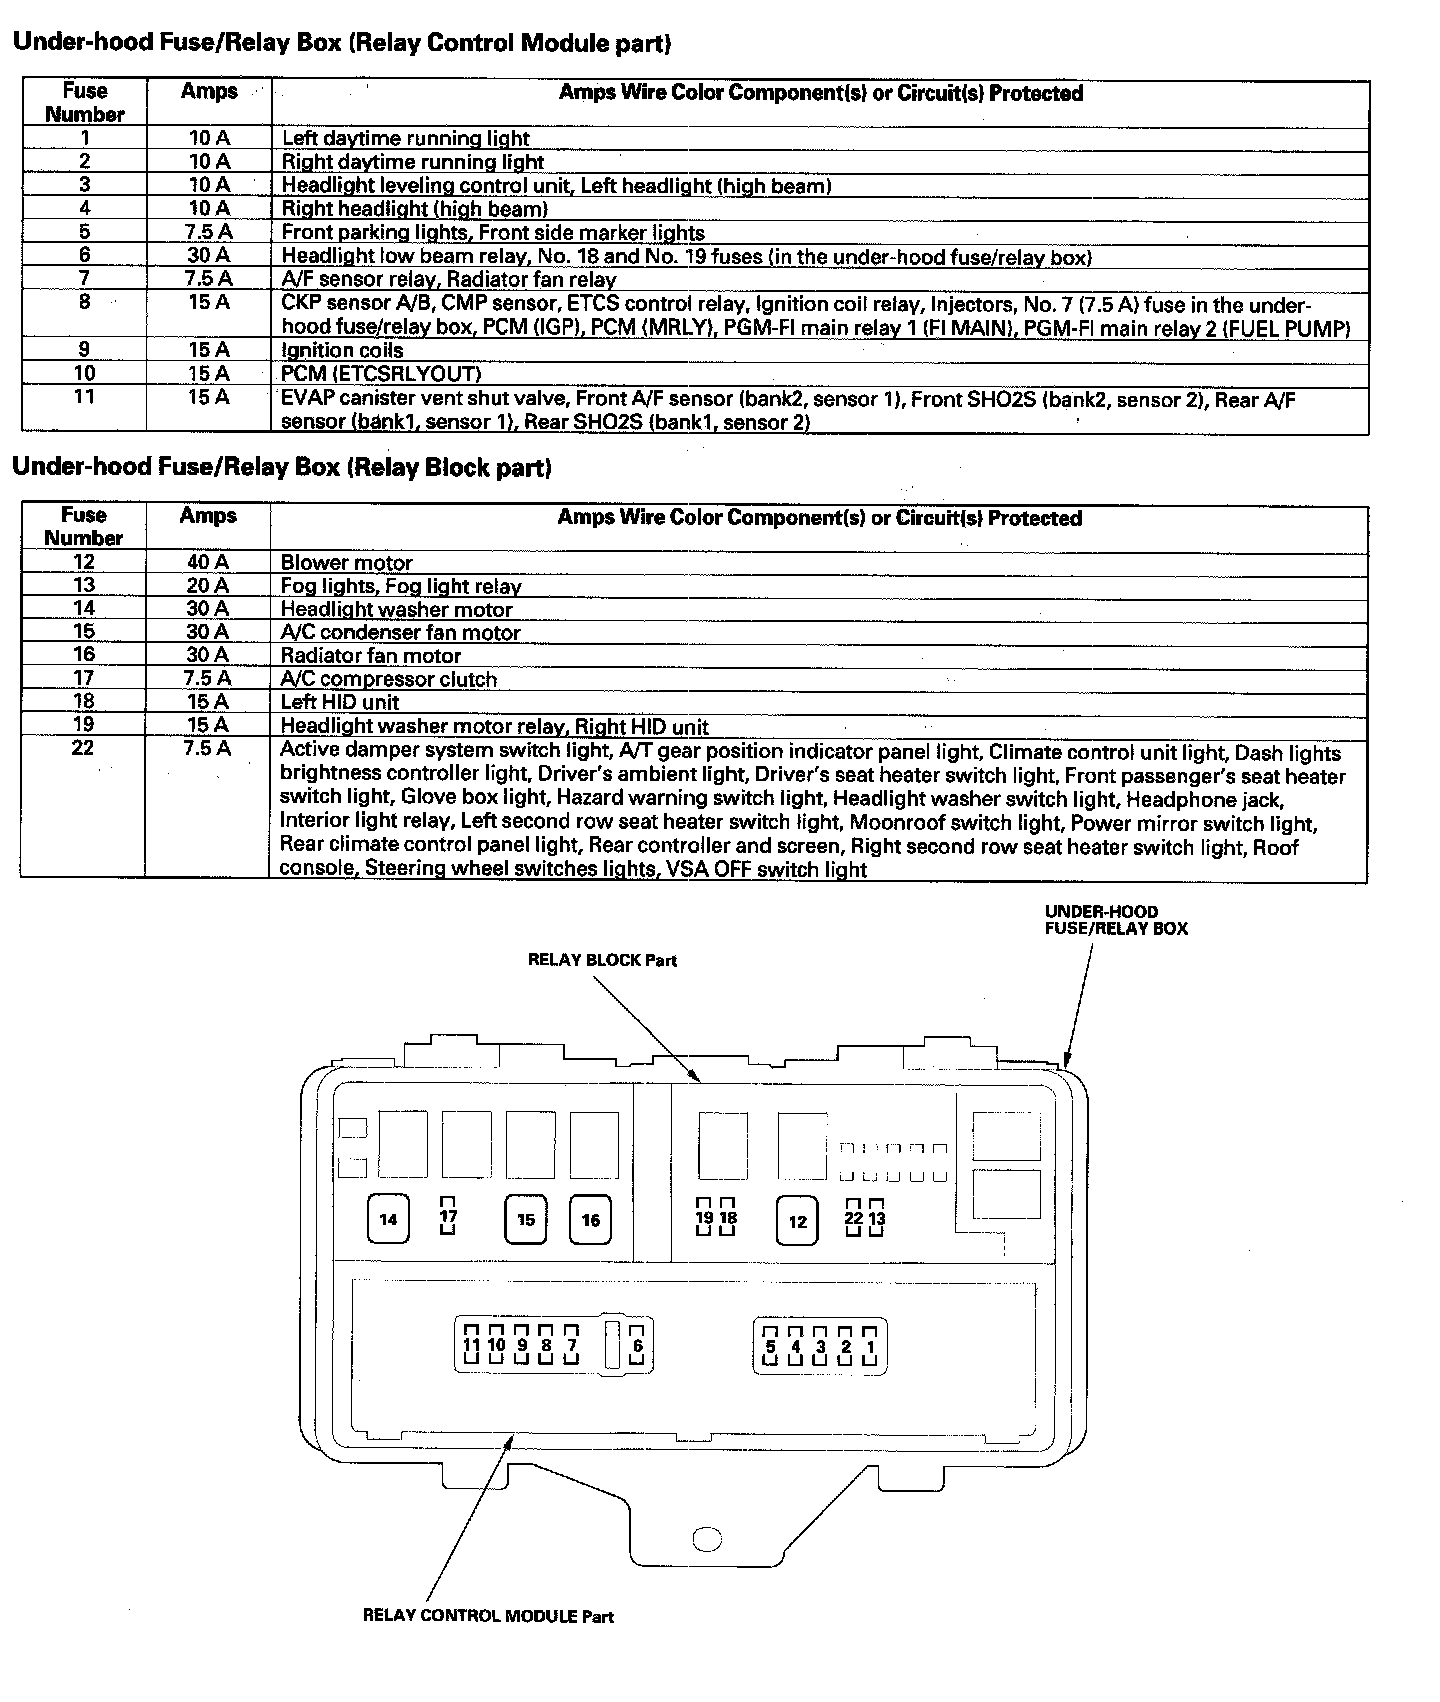 Under-hood Fuse/Relay Box (Relay Control Module part)
Fuse Number Amps Amps Wire Color Component(s) or Circuit(s) Protected
1 10 A Left daytime running light
2 10 A Right daytime running light
3 10 A Headlight leveling control unit, Left headlight (high beam)
4 10 A Right headlight (high beam)
5 7.5 A Front parking lights, Front side marker lights
6 30 A Headlight low beam relay, No. 18 and No. 19 fuses (in the under-hood fuse/relay box)
7 7.5 A A/F sensor relay, Radiator fan relay
8 15 A CKP sensor A/B, CMP sensor, ETCS control relay, Ignition coil relay, Injectors, No. 7 (7.5 A) fuse in the under-
hood fuse/relay box, PCM (IGP), PCM (MRLY), PGM-FI main relay 1 (FI MAIN), PGM-FI main relay 2 (FUEL PUMP)
9 15 A Ignition coils
10 15 A PCM (ETCSRLYOUT)
11 15 A EVAP canister vent shut valve, Front A/F sensor (bank2, sensor 1), Front SHO2S (bank2, sensor 2), Rear A/F
sensor (bank1, sensor 1), Rear SHO2S (bank1, sensor 2)
Under-hood Fuse/Relay Box (Relay Block part)
Fuse Number Amps Amps Wire Color Component(s) or Circuit(s) Protected
12 40 A Blower motor
13 20 A Fog lights, Fog light relay
14 30 A Headlight washer motor
15 30 A A/C condenser fan motor
16 30 A Radiator fan motor
17 7.5 A A/C compressor clutch
18 15 A Left HID unit
19 15 A Headlight washer motor relay, Right HID unit
22 7.5 A Active damper system switch light, A/T gear position indicator panel light, Climate control unit light, Dash lights
brightness controller light, Driver's ambient light, Driver's seat heater switch light, Front passenger's seat heater
switch light, Glove box light, Hazard warning switch light, Headlight washer switch light, Headphone jack,
Interior light relay, Left second row seat heater switch light, Moonroof switch light, Power mirror switch light,
Rear climate control panel light, Rear controller and screen, Right second row seat heater switch light, Roof
console, Steering wheel switches lights, VSA OFF switch light
UNDER-HOOD
FUSE/RELAY BOX
RELAY BLOCK Part
14 17 15 16 19 18 12 22 13
11 10 9 8 7 6 5 4 3 2 1
RELAY CONTROL MODULE Part